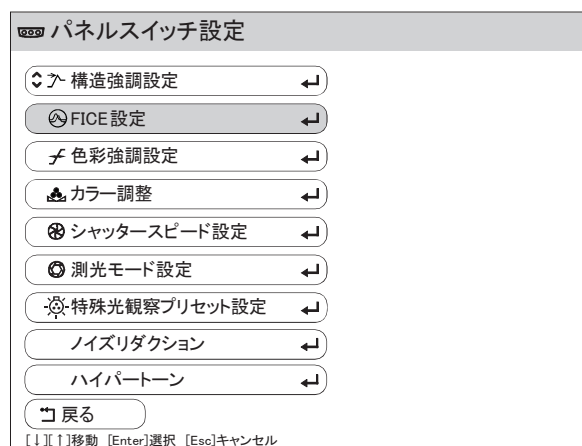 パネルスイッチ設定
構造強調設定
FICE設定
色彩強調設定
カラー調整
シャッタースピード設定
測光モード設定
特殊光観察プリセット設定
ノイズリダクション
ハイパートーン
戻る
[↓][↑]移動 [Enter]選択 [Esc]キャンセル